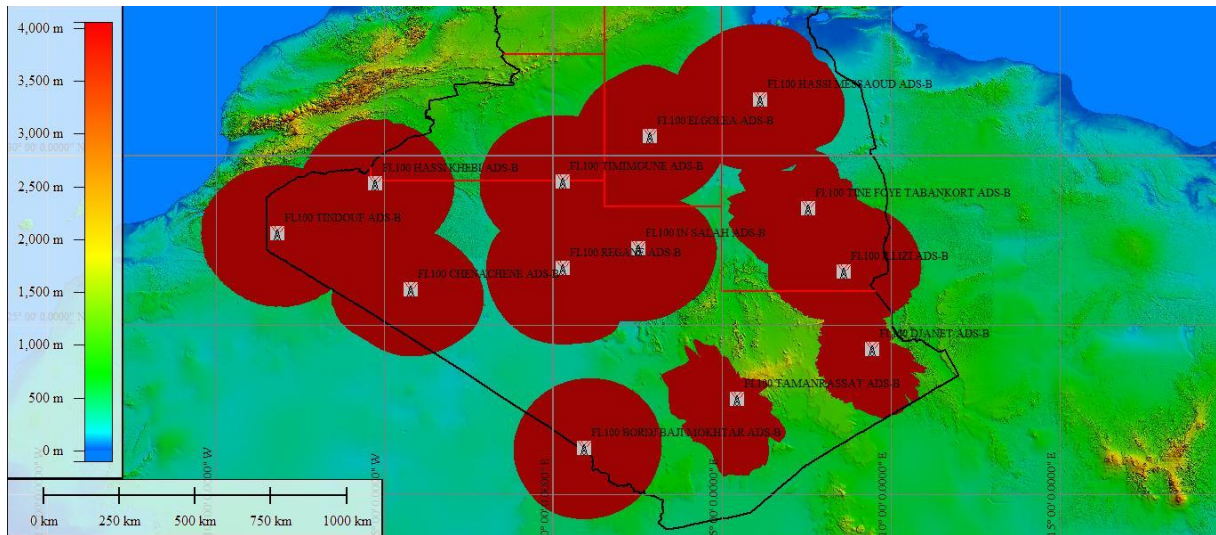 4,000 m
3,500 m
3,000 m
2,500 m
2,000 m
1,500 m
1,000 m
500 m
0 m
FL100 HASSI MESSAOUD ADS-B
FL100 ELGOLEA ADS-B
FL100 HASSI KHEBI ADS-B
FL100 TIMIMOUNE ADS-B
FL100 TINE FOYE TABANKORT ADS-B
FL100 TINDOUF ADS-B
FL100 IN SALAH ADS-B
FL100 REGANE ADS-B
FL100 ILLIZI ADS-B
FL100 CHENACHENE ADS-B
FL100 DJANET ADS-B
FL100 TAMANRASSAT ADS-B
FL100 BORDJ BAJI MOKHTAR ADS-B
0 km 250 km 500 km 750 km 1000 km